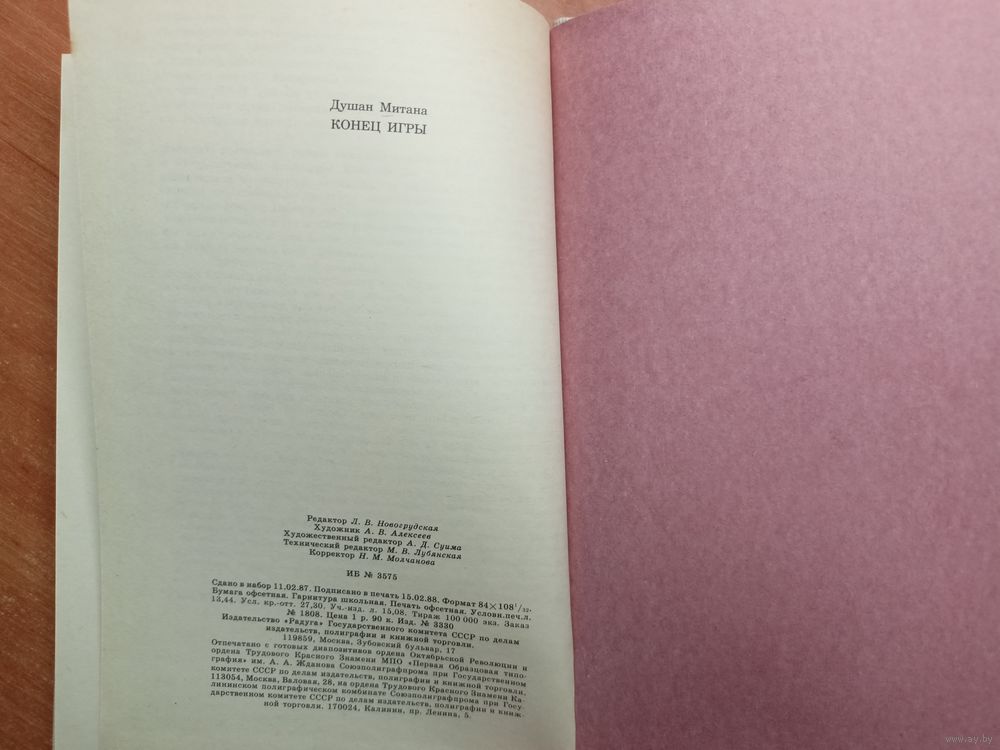 Душан Митана
КОНЕЦ ИГРЫ
Редактор Л. В. Новогрудская
Художник А. В. Алексеев
Художественный редактор А. Д. Суима
Технический редактор М. В. Лубянская
Корректор Н. М. Молчанова
ИБ № 3575
Сдано в набор 11.02.87. Подписано в печать 15.02.88. Формат 84×108¹/₃₂.
Бумага офсетная. Гарнитура школьная. Печать офсетная. Условн.печ.л.
13,44. Усл. кр.-отт. 27,30. Уч.-изд. л. 15,08. Тираж 100 000 экз. Заказ
№ 1808. Цена 1 р. 90 к. Изд. № 3330
Издательство «Радуга» Государственного комитета СССР по делам
издательств, полиграфии и книжной торговли.
119859, Москва, Зубовский бульвар, 17
Отпечатано с готовых диапозитивов ордена Октябрьской Революции и
ордена Трудового Красного Знамени МПО «Первая Образцовая типо-
графия» им. А. А. Жданова Союзполиграфпрома при Государственном
комитете СССР по делам издательств, полиграфии и книжной торговли.
113054, Москва, Валовая, 28, на ордена Трудового Красного Знамени Ка-
лининском полиграфическом комбинате Союзполиграфпрома при Госу-
дарственном комитете СССР по делам издательств, полиграфии и книж-
ной торговли. 170024, Калинин, пр. Ленина, 5.
www.ay.by